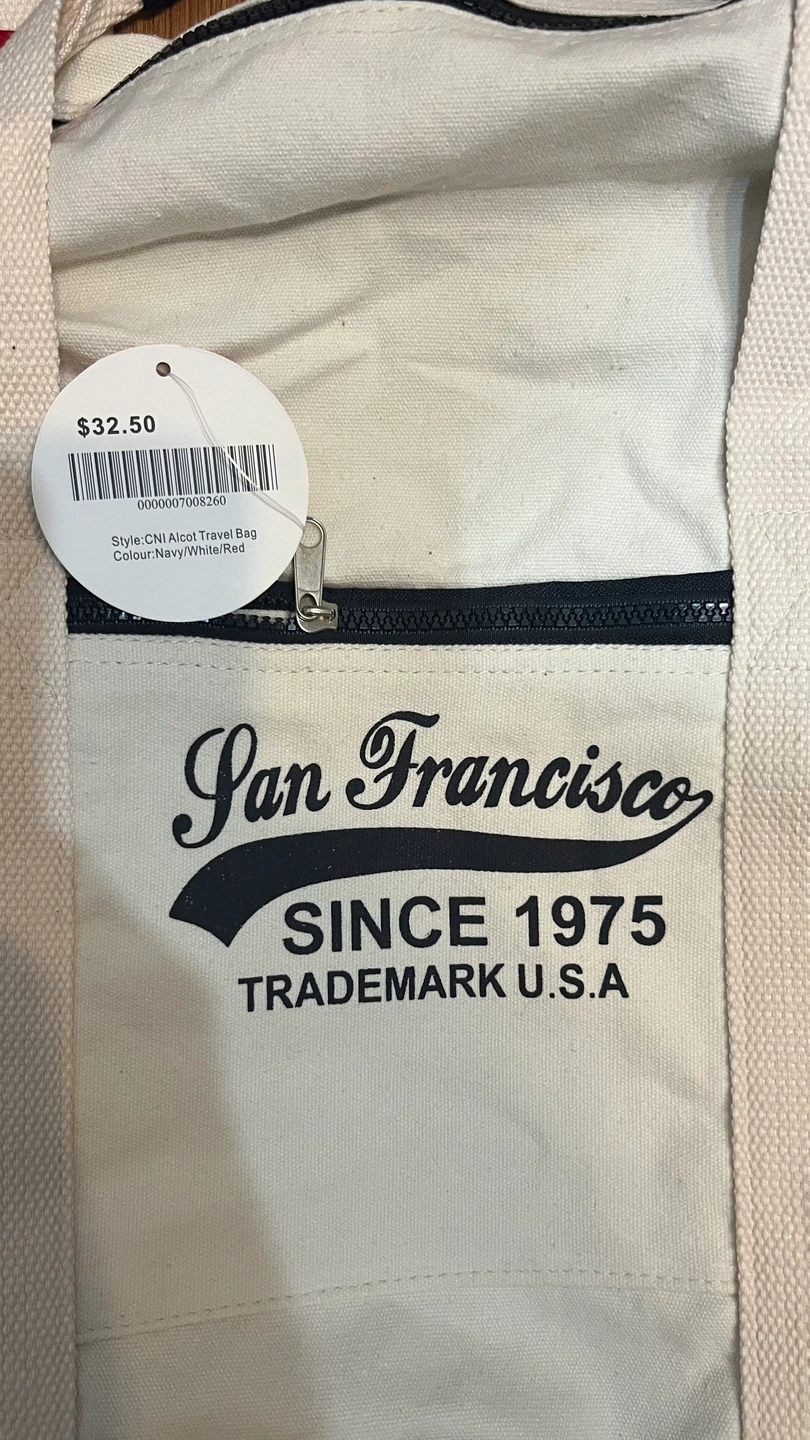 $32.50
0000007008260
Style:CNI Alcot Travel Bag
Colour:Navy/White/Red
San Francisco
SINCE 1975
TRADEMARK U.S.A